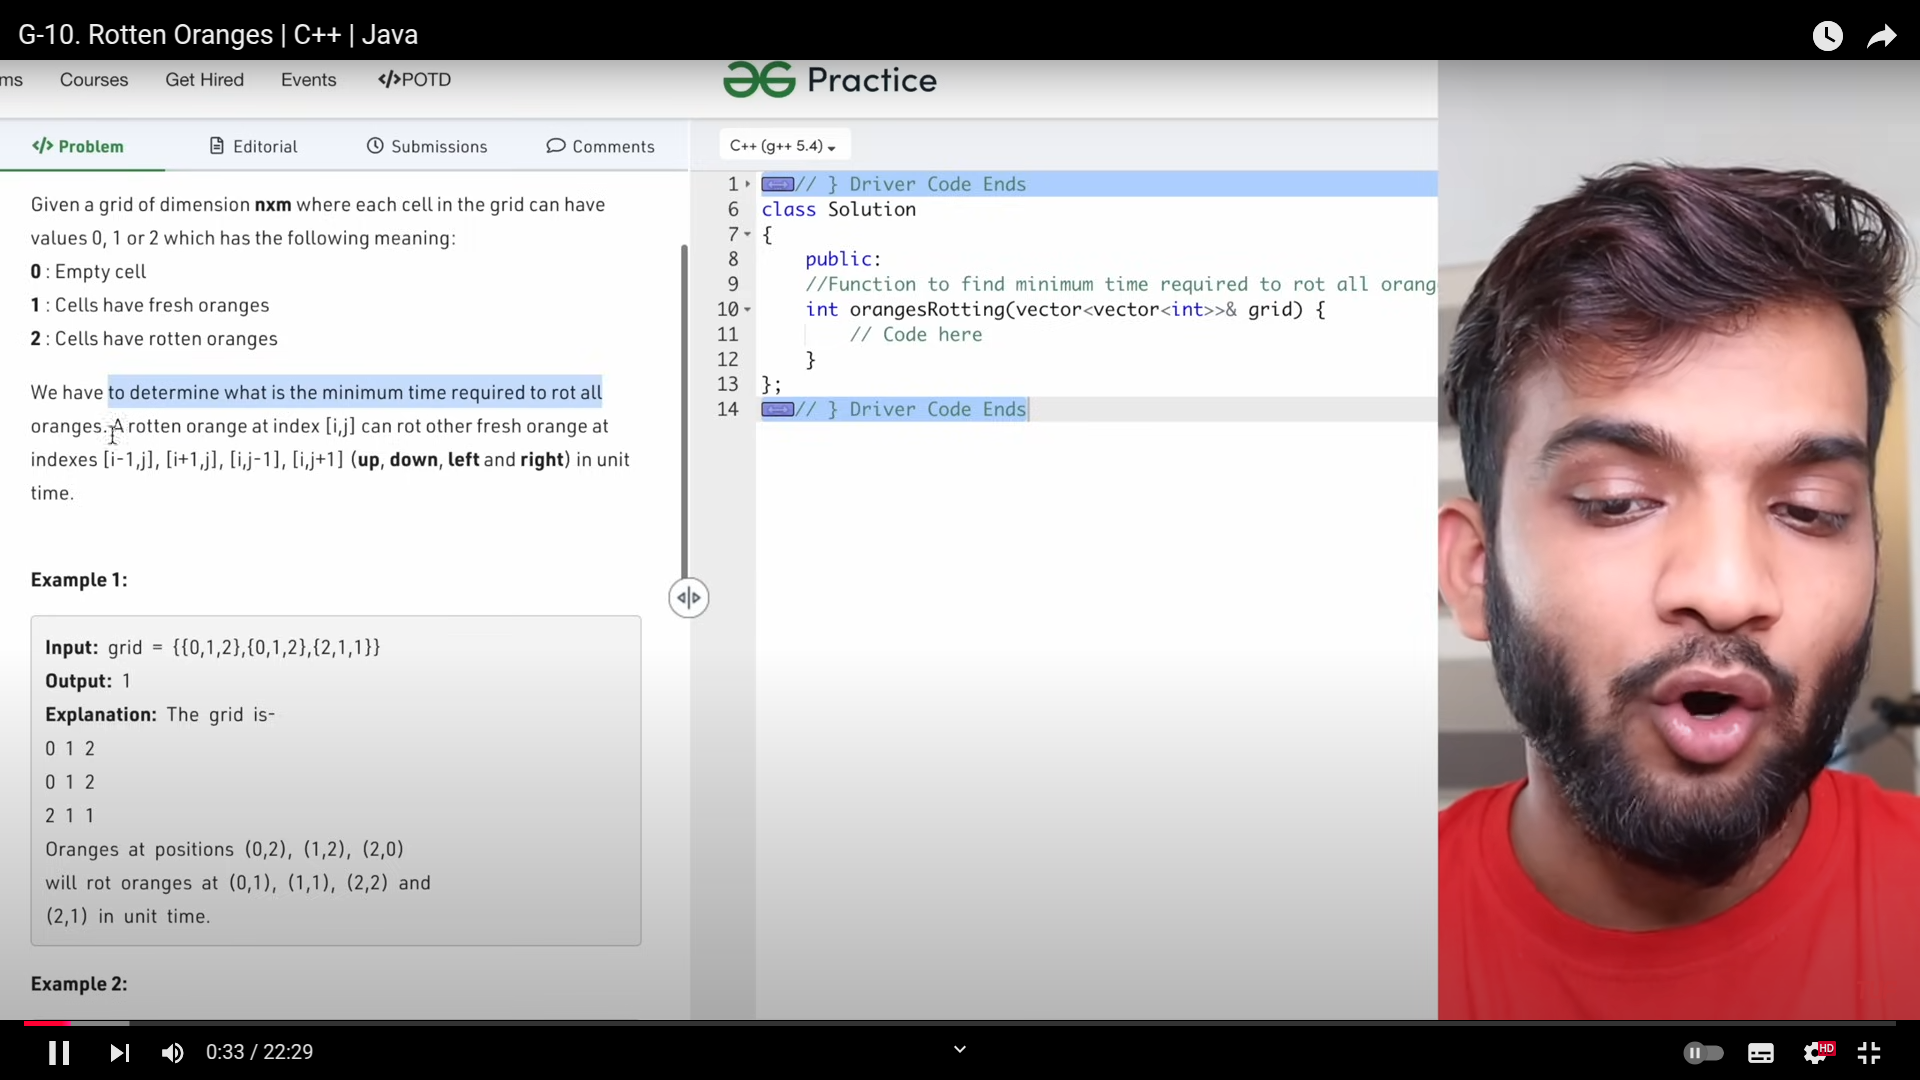 G-10. Rotten Oranges | C++ | Java
ms Courses Get Hired Events </>POTD
Practice
</> Problem Editorial Submissions Comments
C++ (g++ 5.4)
Given a grid of dimension nxm where each cell in the grid can have
values 0, 1 or 2 which has the following meaning:
0 : Empty cell
1 : Cells have fresh oranges
2 : Cells have rotten oranges
We have to determine what is the minimum time required to rot all
oranges. A rotten orange at index [i,j] can rot other fresh orange at
indexes [i-1,j], [i+1,j], [i,j-1], [i,j+1] (up, down, left and right) in unit
time.
Example 1:
Input: grid = {{0,1,2},{0,1,2},{2,1,1}}
Output: 1
Explanation: The grid is-
0 1 2
0 1 2
2 1 1
Oranges at positions (0,2), (1,2), (2,0)
will rot oranges at (0,1), (1,1), (2,2) and
(2,1) in unit time.
Example 2:
1 // } Driver Code Ends
6 class Solution
7 {
8 public:
9 //Function to find minimum time required to rot all orang
10 int orangesRotting(vector<vector<int>>& grid) {
11 // Code here
12 }
13 };
14 // } Driver Code Ends
0:33 / 22:29
HD